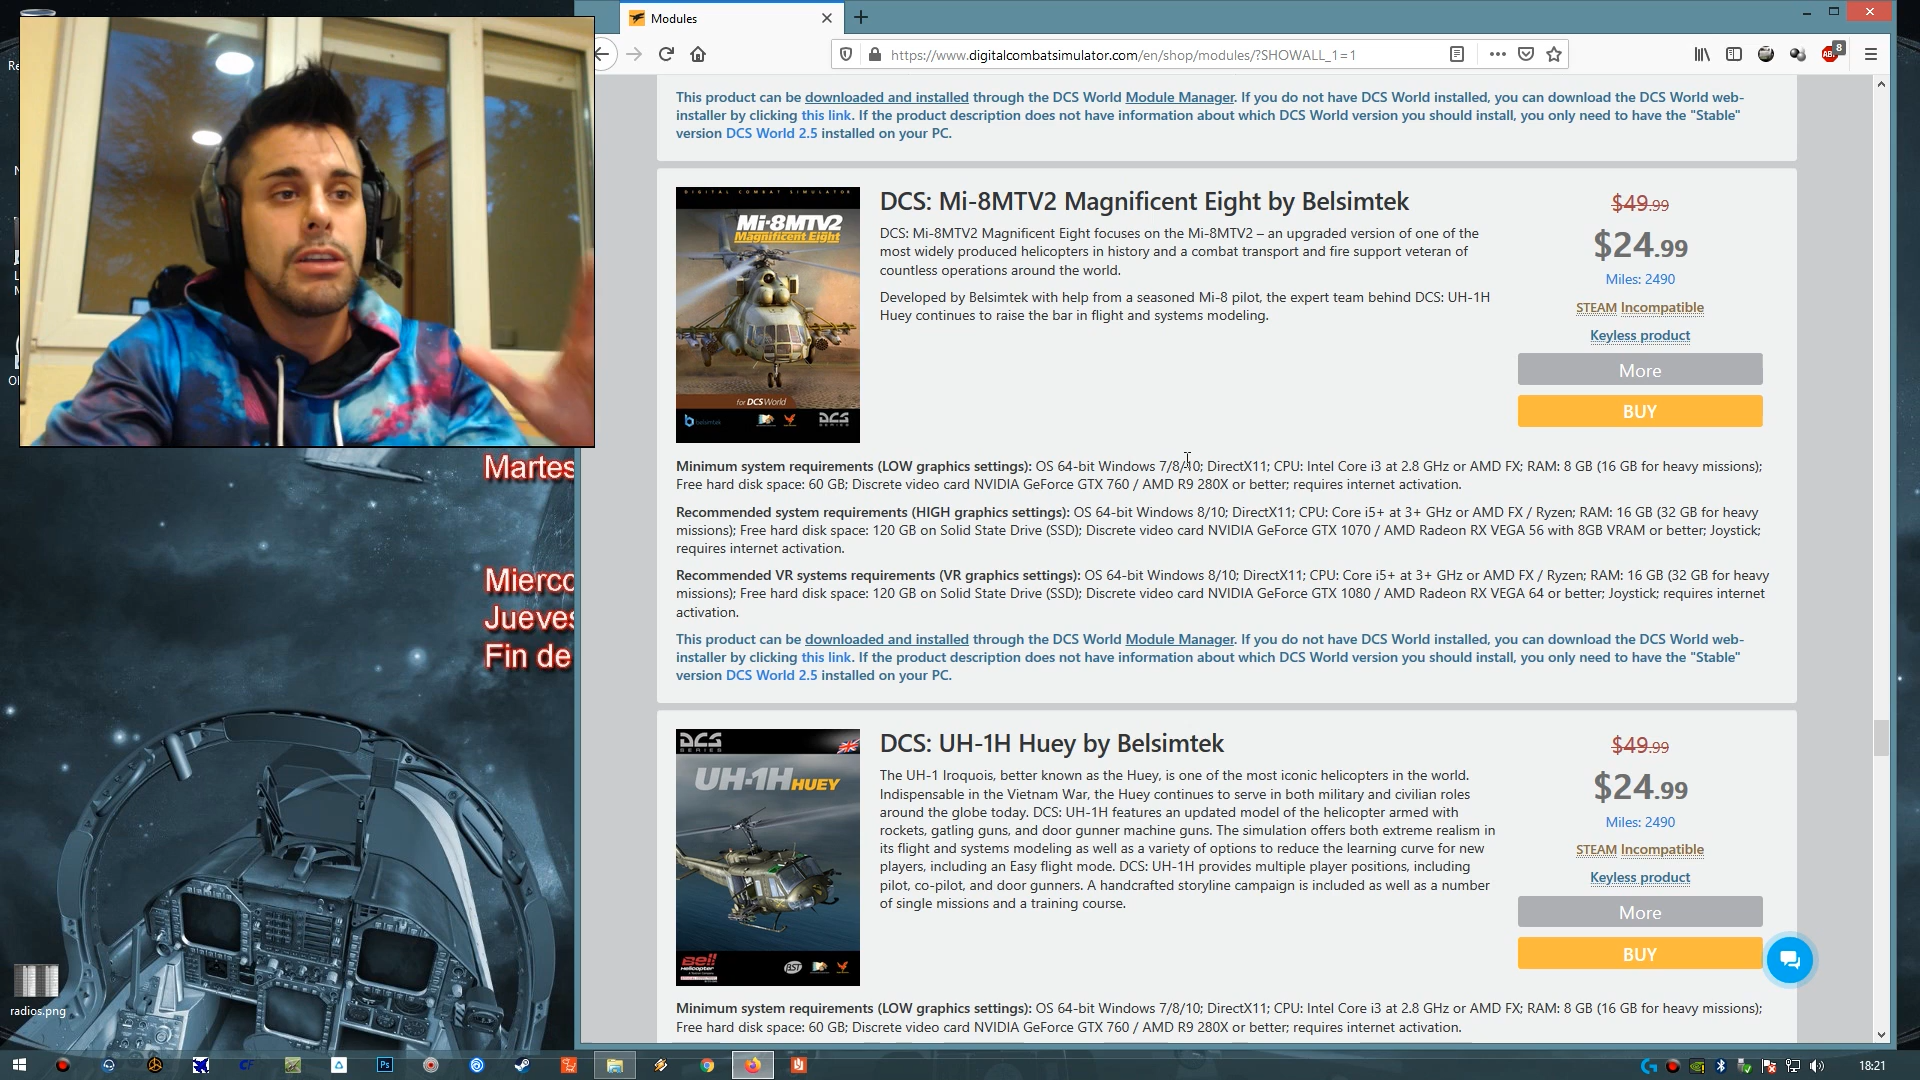 Modules
https://www.digitalcombatsimulator.com/en/shop/modules/?SHOWALL_1=1
8
This product can be downloaded and installed through the DCS World Module Manager. If you do not have DCS World installed, you can download the DCS World web-
installer by clicking this link. If the product description does not have information about which DCS World version you should install, you only need to have the "Stable"
version DCS World 2.5 installed on your PC.
DIGITAL COMBAT SIMULATOR
Mi-8MTV2
Magnificent Eight
for DCS World
belsimtek
DCS
SERIES
DCS: Mi-8MTV2 Magnificent Eight by Belsimtek
DCS: Mi-8MTV2 Magnificent Eight focuses on the Mi-8MTV2 – an upgraded version of one of the
most widely produced helicopters in history and a combat transport and fire support veteran of
countless operations around the world.
Developed by Belsimtek with help from a seasoned Mi-8 pilot, the expert team behind DCS: UH-1H
Huey continues to raise the bar in flight and systems modeling.
$49.99
$24.99
Miles: 2490
STEAM Incompatible
Keyless product
More
BUY
Minimum system requirements (LOW graphics settings): OS 64-bit Windows 7/8/10; DirectX11; CPU: Intel Core i3 at 2.8 GHz or AMD FX; RAM: 8 GB (16 GB for heavy missions);
Free hard disk space: 60 GB; Discrete video card NVIDIA GeForce GTX 760 / AMD R9 280X or better; requires internet activation.
Recommended system requirements (HIGH graphics settings): OS 64-bit Windows 8/10; DirectX11; CPU: Core i5+ at 3+ GHz or AMD FX / Ryzen; RAM: 16 GB (32 GB for heavy
missions); Free hard disk space: 120 GB on Solid State Drive (SSD); Discrete video card NVIDIA GeForce GTX 1070 / AMD Radeon RX VEGA 56 with 8GB VRAM or better; Joystick;
requires internet activation.
Recommended VR systems requirements (VR graphics settings): OS 64-bit Windows 8/10; DirectX11; CPU: Core i5+ at 3+ GHz or AMD FX / Ryzen; RAM: 16 GB (32 GB for heavy
missions); Free hard disk space: 120 GB on Solid State Drive (SSD); Discrete video card NVIDIA GeForce GTX 1080 / AMD Radeon RX VEGA 64 or better; Joystick; requires internet
activation.
This product can be downloaded and installed through the DCS World Module Manager. If you do not have DCS World installed, you can download the DCS World web-
installer by clicking this link. If the product description does not have information about which DCS World version you should install, you only need to have the "Stable"
version DCS World 2.5 installed on your PC.
DCS
SERIES
UH-1H HUEY
Bell
Helicopter
BST
DCS: UH-1H Huey by Belsimtek
The UH-1 Iroquois, better known as the Huey, is one of the most iconic helicopters in the world.
Indispensable in the Vietnam War, the Huey continues to serve in both military and civilian roles
around the globe today. DCS: UH-1H features an updated model of the helicopter armed with
rockets, gatling guns, and door gunner machine guns. The simulation offers both extreme realism in
its flight and systems modeling as well as a variety of options to reduce the learning curve for new
players, including an Easy flight mode. DCS: UH-1H provides multiple player positions, including
pilot, co-pilot, and door gunners. A handcrafted storyline campaign is included as well as a number
of single missions and a training course.
$49.99
$24.99
Miles: 2490
STEAM Incompatible
Keyless product
More
BUY
Minimum system requirements (LOW graphics settings): OS 64-bit Windows 7/8/10; DirectX11; CPU: Intel Core i3 at 2.8 GHz or AMD FX; RAM: 8 GB (16 GB for heavy missions);
Free hard disk space: 60 GB; Discrete video card NVIDIA GeForce GTX 760 / AMD R9 280X or better; requires internet activation.
Martes
Mierco
Jueves
Fin de
radios.png
Ps
18:21